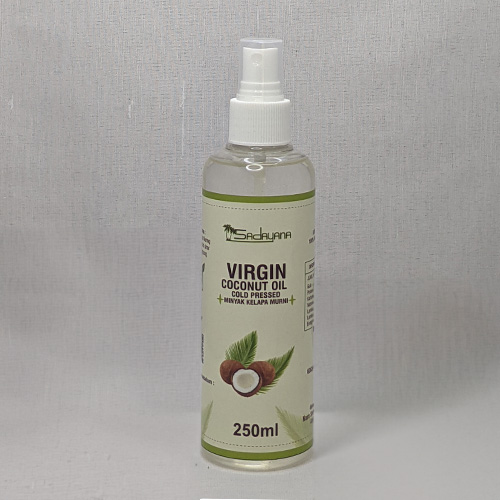 Sadayana
VIRGIN
COCONUT OIL
COLD PRESSED
MINYAK KELAPA MURNI
250ml